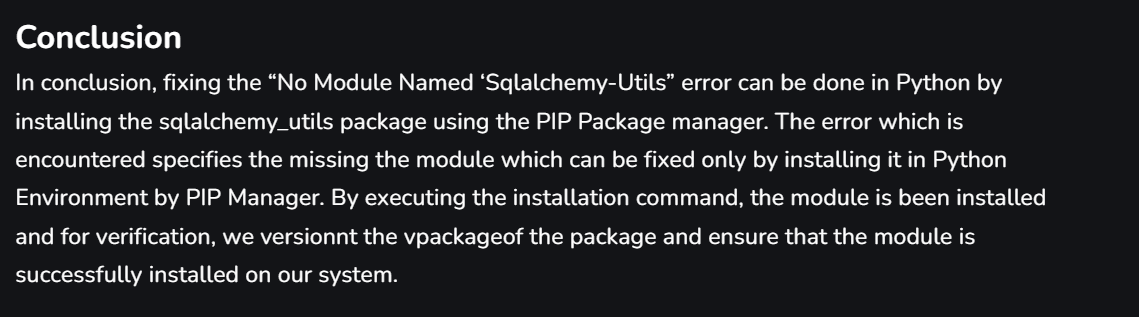 Conclusion
In conclusion, fixing the “No Module Named ‘Sqlalchemy-Utils” error can be done in Python by
installing the sqlalchemy_utils package using the PIP Package manager. The error which is
encountered specifies the missing the module which can be fixed only by installing it in Python
Environment by PIP Manager. By executing the installation command, the module is been installed
and for verification, we versionnt the vpackageof the package and ensure that the module is
successfully installed on our system.